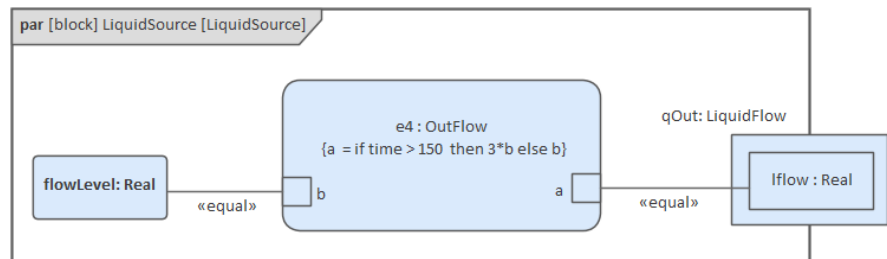 par [block] LiquidSource [LiquidSource]
qOut: LiquidFlow
e4 : OutFlow
{a = if time > 150 then 3*b else b}
flowLevel: Real
«equal»
b
a
«equal»
lflow : Real